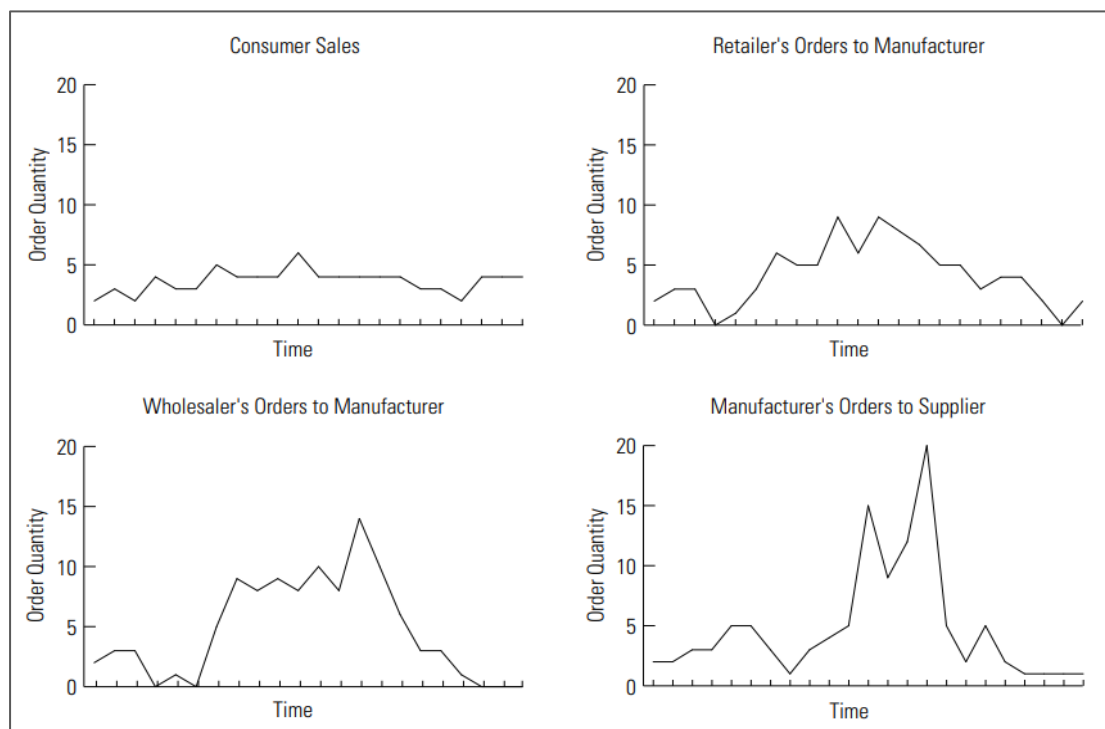 Consumer Sales
20
15
10
5
0
Order Quantity
Time
Retailer's Orders to Manufacturer
20
15
10
5
0
Order Quantity
Time
Wholesaler's Orders to Manufacturer
20
15
10
5
0
Order Quantity
Time
Manufacturer's Orders to Supplier
20
15
10
5
0
Order Quantity
Time